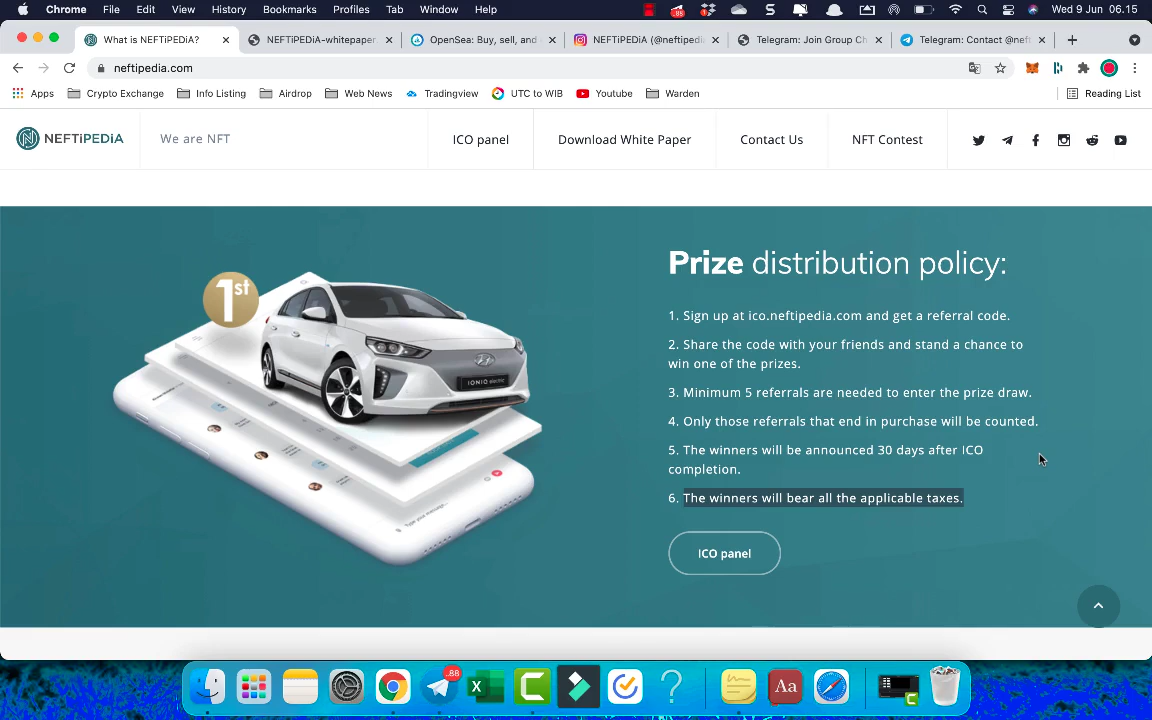 Chrome File Edit View History Bookmarks Profiles Tab Window Help Wed 9 Jun 06.15
What is NEFTiPEDiA? NEFTiPEDiA-whitepaper. OpenSea: Buy, sell, and NEFTiPEDiA (@neftipedi Telegram: Join Group Ch Telegram: Contact @neft
neftipedia.com
Apps Crypto Exchange Info Listing Airdrop Web News Tradingview UTC to WIB Youtube Warden Reading List
NEFTiPEDiA We are NFT ICO panel Download White Paper Contact Us NFT Contest
1st
IONIQ electric
Prize distribution policy:
1. Sign up at ico.neftipedia.com and get a referral code.
2. Share the code with your friends and stand a chance to
win one of the prizes.
3. Minimum 5 referrals are needed to enter the prize draw.
4. Only those referrals that end in purchase will be counted.
5. The winners will be announced 30 days after ICO
completion.
6. The winners will bear all the applicable taxes.
ICO panel
Aa